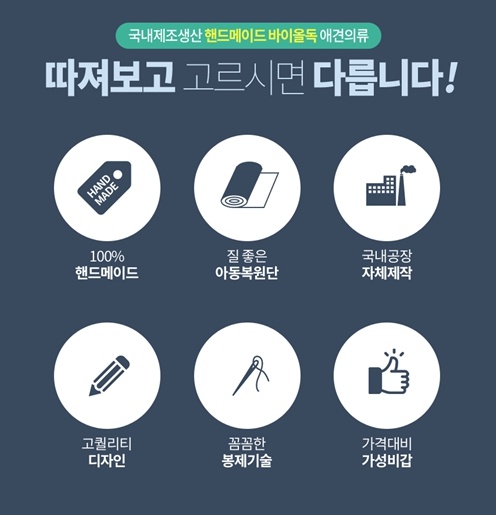 국내제조생산 핸드메이드 바이올독 애견의류
따져보고 고르시면 다릅니다!
HAND
MADE
100%
핸드메이드
질 좋은
아동복원단
국내공장
자체제작
고퀄리티
디자인
꼼꼼한
봉제기술
가격대비
가성비갑